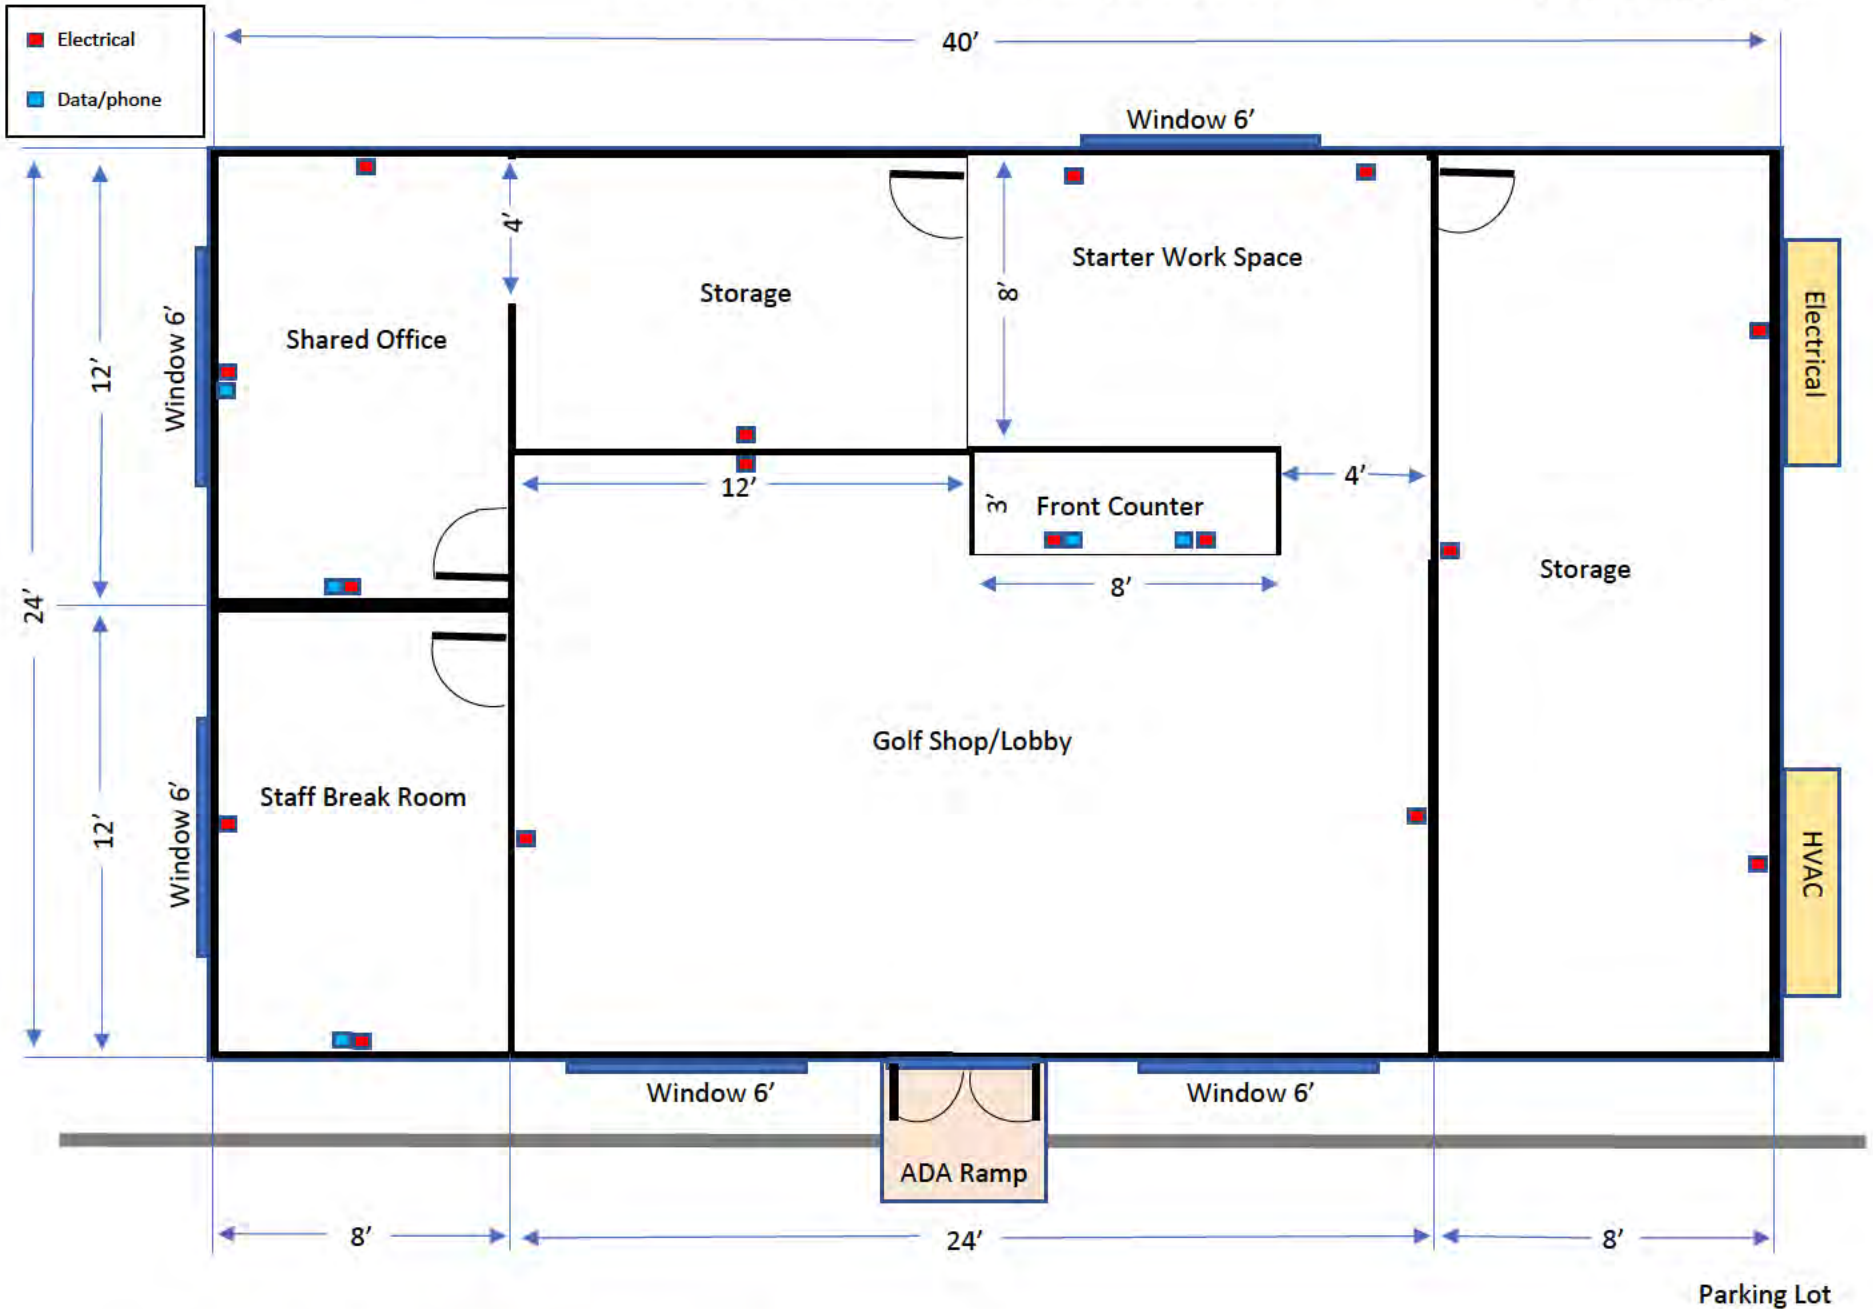 Electrical
Data/phone
40’
Window 6’
4’
Storage
8’
Starter Work Space
Electrical
Window 6’
Shared Office
12’
12’
4’
3’
Front Counter
Storage
8’
24’
Golf Shop/Lobby
Window 6’
Staff Break Room
12’
HVAC
Window 6’
Window 6’
ADA Ramp
8’
24’
8’
Parking Lot